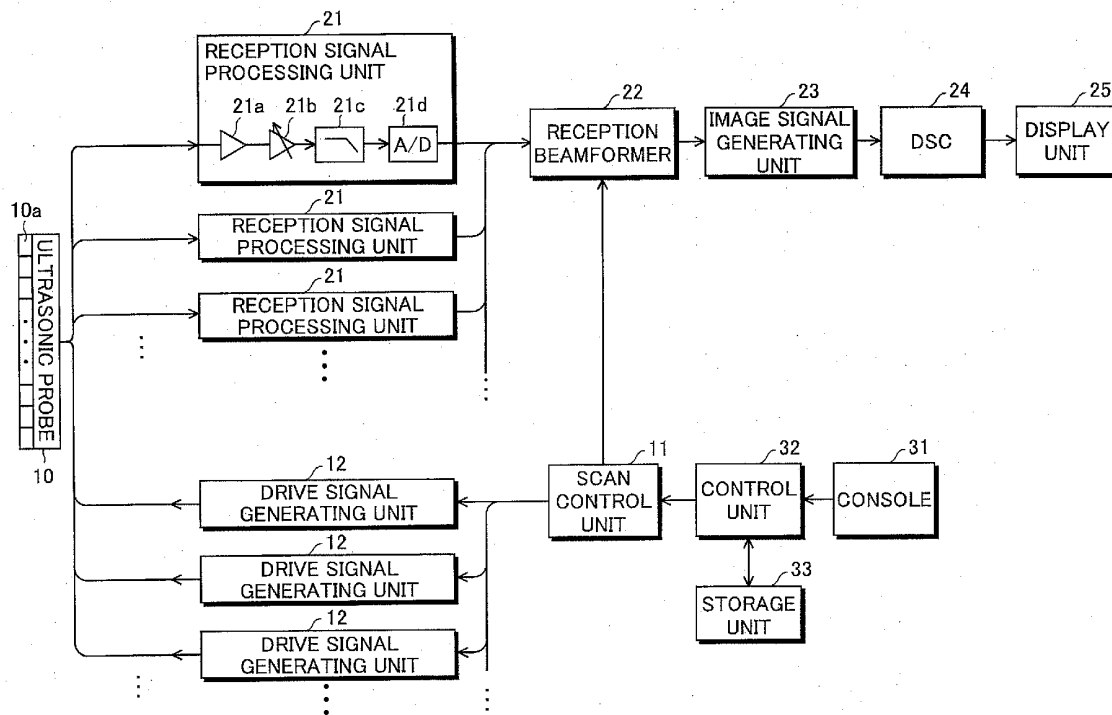 21
RECEPTION SIGNAL
PROCESSING UNIT
21a
21b
21c
21d
A/D
22
RECEPTION
BEAMFORMER
23
IMAGE SIGNAL
GENERATING
UNIT
24
DSC
25
DISPLAY
UNIT
10a
ULTRASONIC PROBE
10
21
RECEPTION SIGNAL
PROCESSING UNIT
21
RECEPTION SIGNAL
PROCESSING UNIT
12
DRIVE SIGNAL
GENERATING UNIT
12
DRIVE SIGNAL
GENERATING UNIT
12
DRIVE SIGNAL
GENERATING UNIT
11
SCAN
CONTROL
UNIT
32
CONTROL
UNIT
31
CONSOLE
33
STORAGE
UNIT